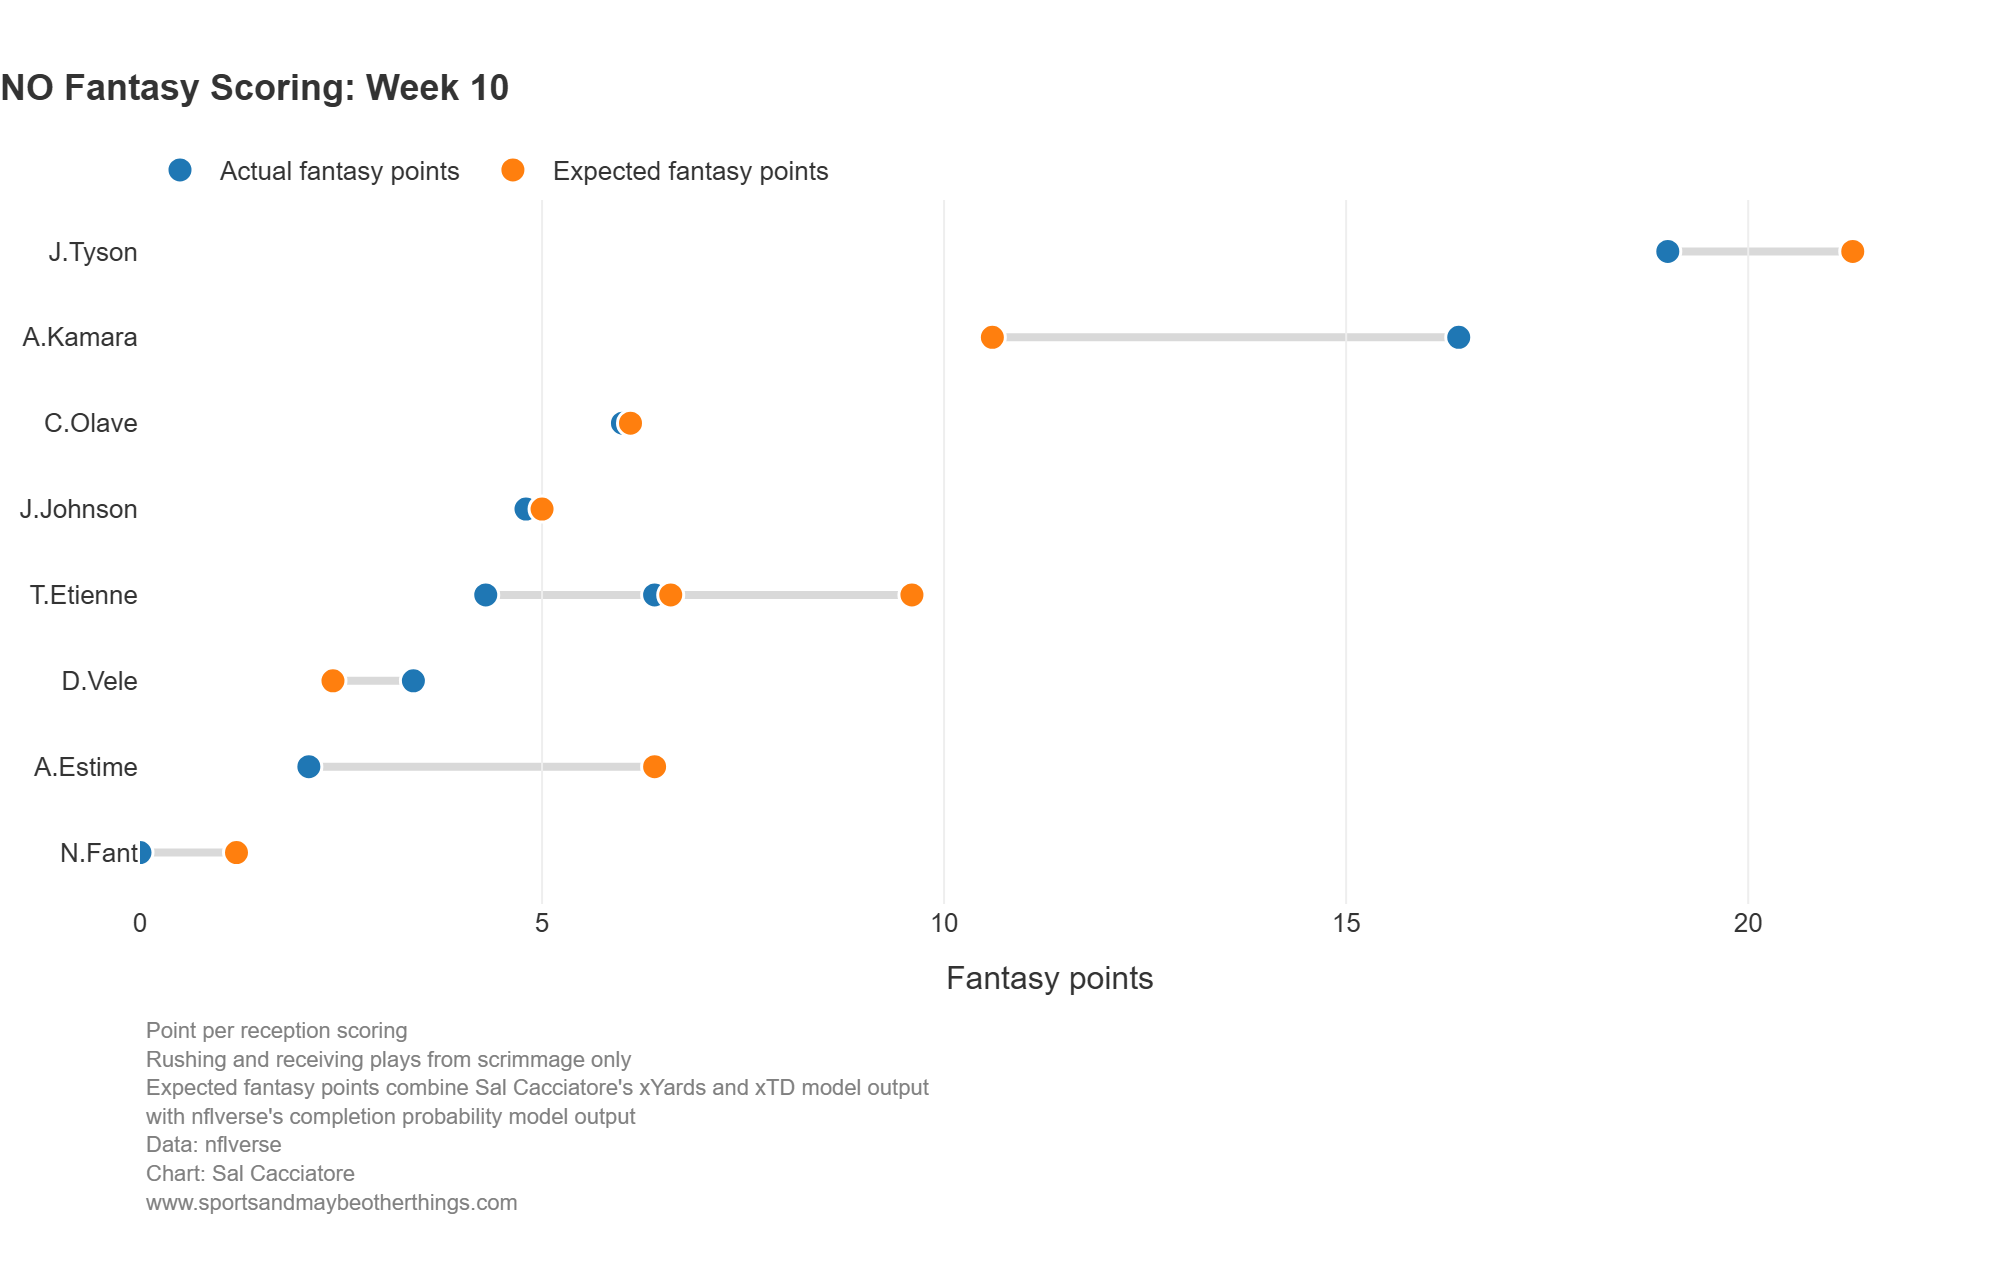 NO Fantasy Scoring: Week 10
Actual fantasy points
Expected fantasy points
J.Tyson
A.Kamara
C.Olave
J.Johnson
T.Etienne
D.Vele
A.Estime
N.Fant
0 5 10 15 20
Fantasy points
Point per reception scoring
Rushing and receiving plays from scrimmage only
Expected fantasy points combine Sal Cacciatore's xYards and xTD model output
with nflverse's completion probability model output
Data: nflverse
Chart: Sal Cacciatore
www.sportsandmaybeotherthings.com